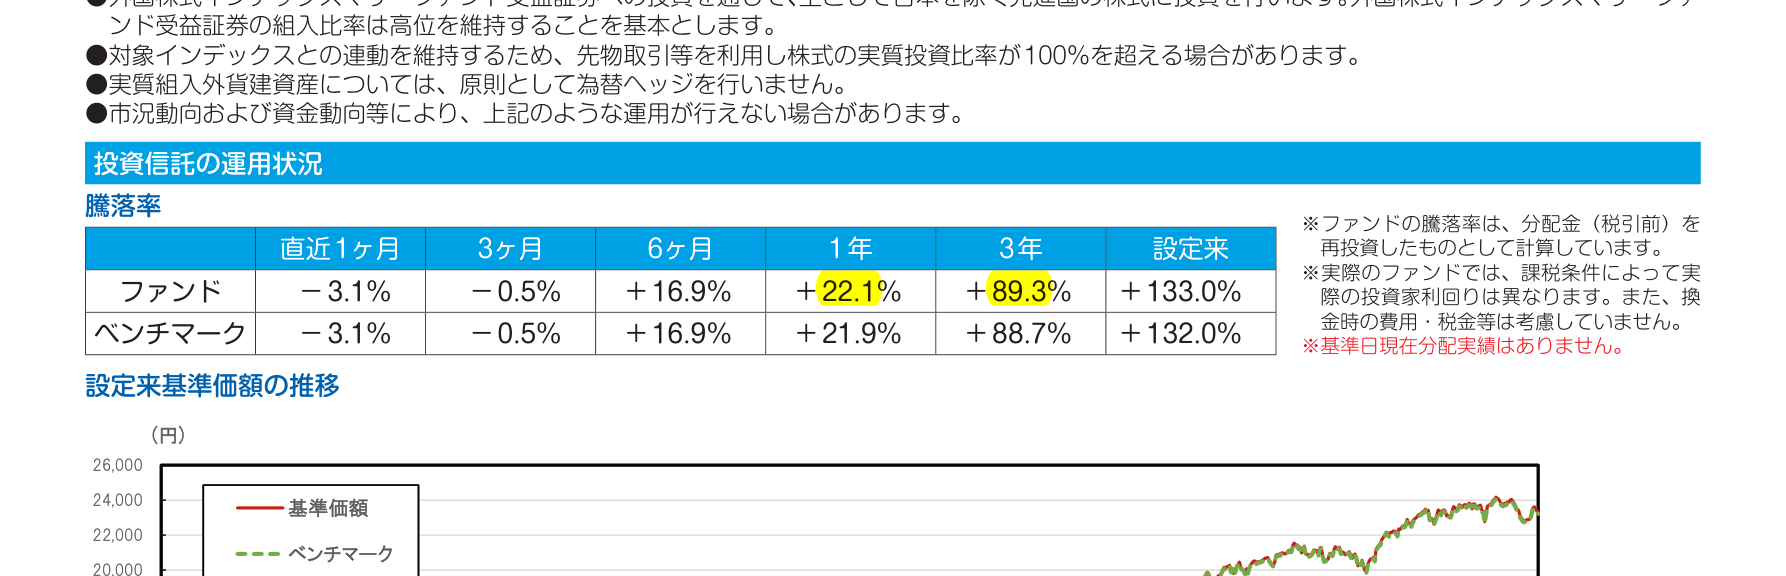 ンド受益証券の組入比率は高位を維持することを基本とします。
●対象インデックスとの連動を維持するため、先物取引等を利用し株式の実質投資比率が100%を超える場合があります。
●実質組入外貨建資産については、原則として為替ヘッジを行いません。
●市況動向および資金動向等により、上記のような運用が行えない場合があります。
投資信託の運用状況
騰落率
直近1ヶ月 3ヶ月 6ヶ月 1年 3年 設定来
ファンド －3.1% －0.5% ＋16.9% ＋22.1% ＋89.3% ＋133.0%
ベンチマーク －3.1% －0.5% ＋16.9% ＋21.9% ＋88.7% ＋132.0%
※ファンドの騰落率は、分配金（税引前）を
再投資したものとして計算しています。
※実際のファンドでは、課税条件によって実
際の投資家利回りは異なります。また、換
金時の費用・税金等は考慮していません。
※基準日現在分配実績はありません。
設定来基準価額の推移
（円）
26,000
24,000
22,000
20,000
基準価額
ベンチマーク